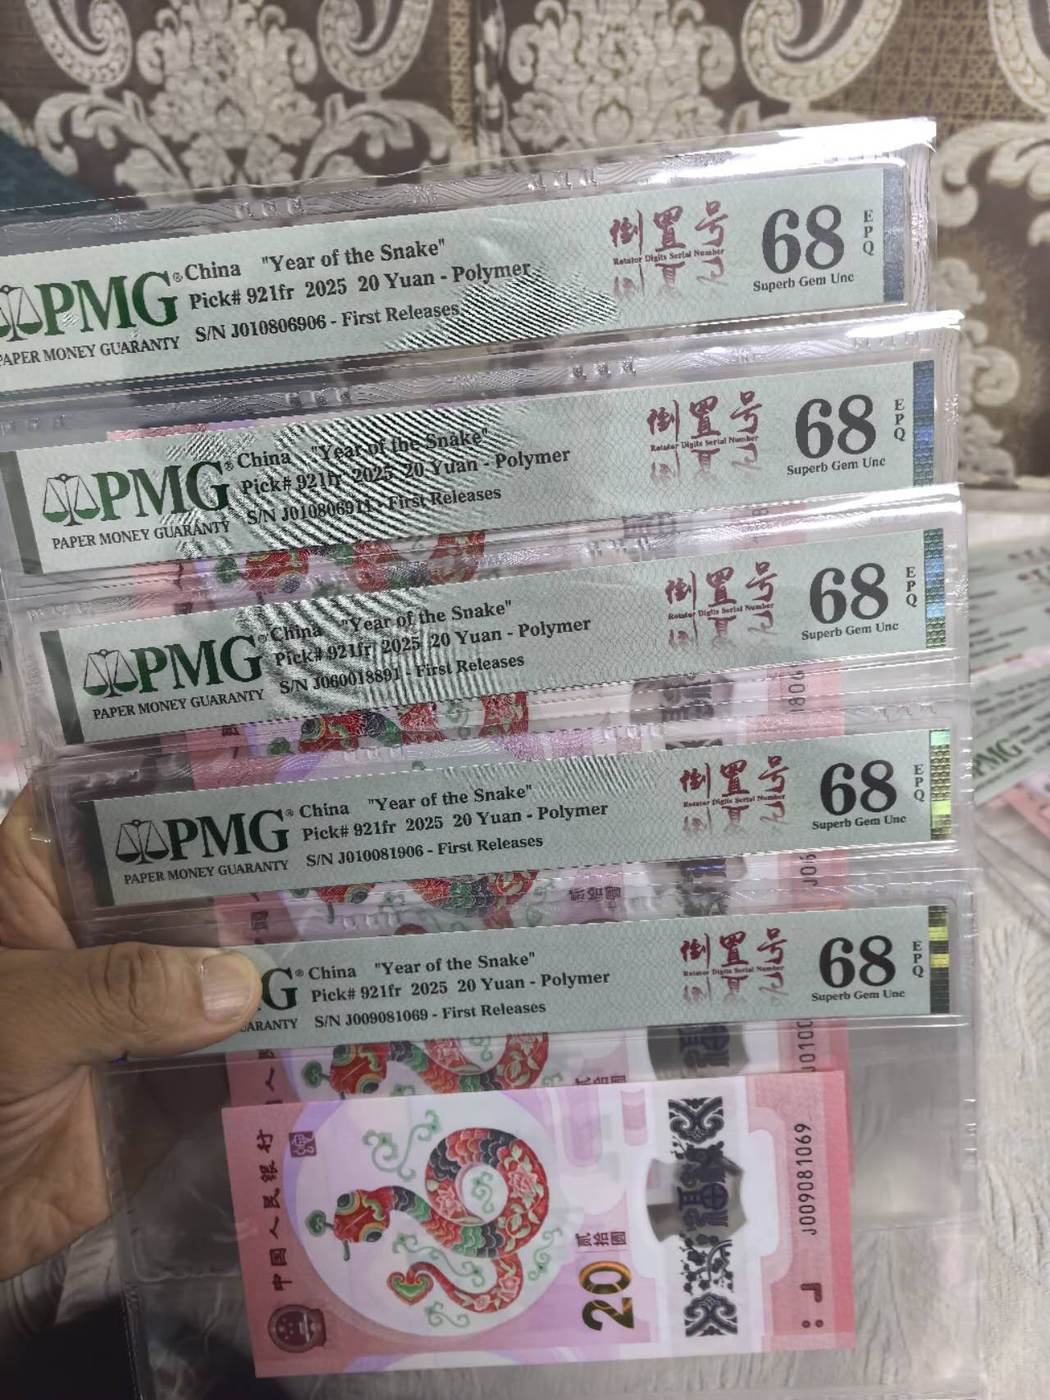 PMG
PAPER MONEY GUARANTY
China "Year of the Snake"
Pick# 921fr 2025 20 Yuan - Polymer
S/N J010806906 - First Releases
倒置号
Rotator Digits Serial Number
68
EPQ
Superb Gem Unc
PMG
PAPER MONEY GUARANTY
China "Year of the Snake"
Pick# 921fr 2025 20 Yuan - Polymer
S/N J010806911 - First Releases
倒置号
Rotator Digits Serial Number
68
EPQ
Superb Gem Unc
PMG
PAPER MONEY GUARANTY
China "Year of the Snake"
Pick# 921fr 2025 20 Yuan - Polymer
S/N J060018891 - First Releases
倒置号
Rotator Digits Serial Number
68
EPQ
Superb Gem Unc
PMG
PAPER MONEY GUARANTY
China "Year of the Snake"
Pick# 921fr 2025 20 Yuan - Polymer
S/N J010081906 - First Releases
倒置号
Rotator Digits Serial Number
68
EPQ
Superb Gem Unc
G
ARANTY
China "Year of the Snake"
Pick# 921fr 2025 20 Yuan - Polymer
S/N J009081069 - First Releases
倒置号
Rotator Digits Serial Number
68
EPQ
Superb Gem Unc
中国人民银行
贰拾圆
20
J009081069